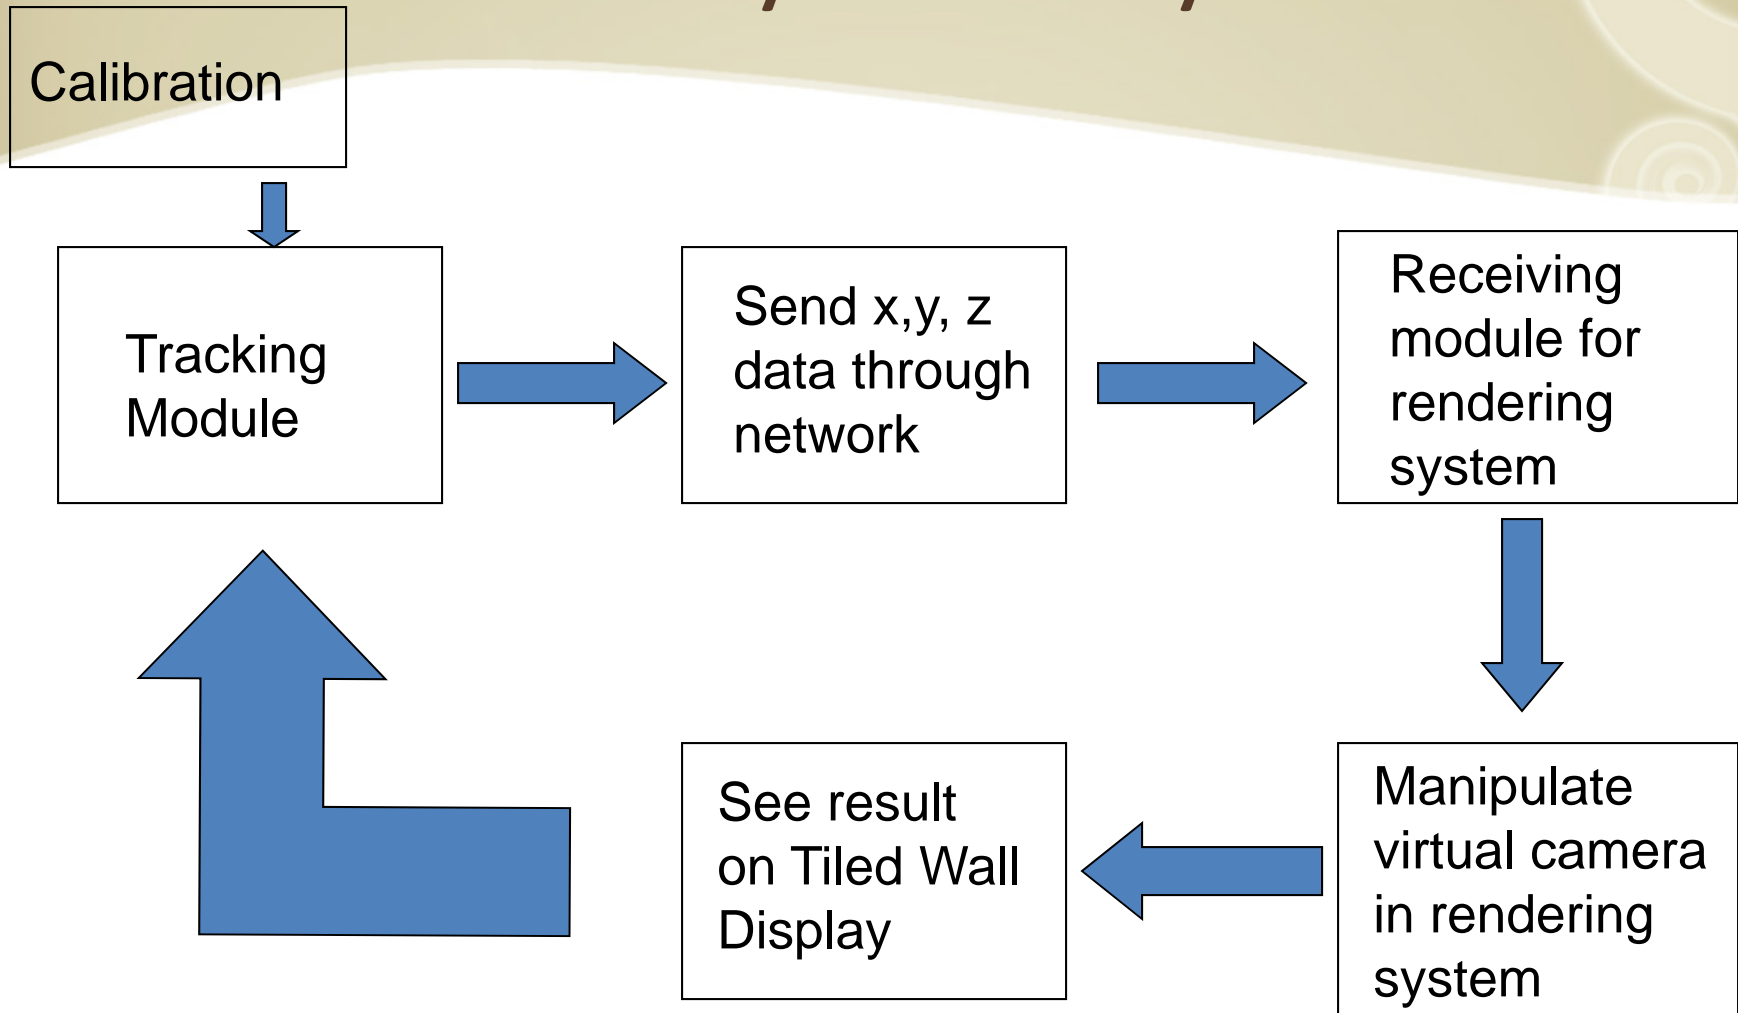 Calibration
Tracking
Module
Send x,y, z
data through
network
Receiving
module for
rendering
system
Manipulate
virtual camera
in rendering
system
See result
on Tiled Wall
Display